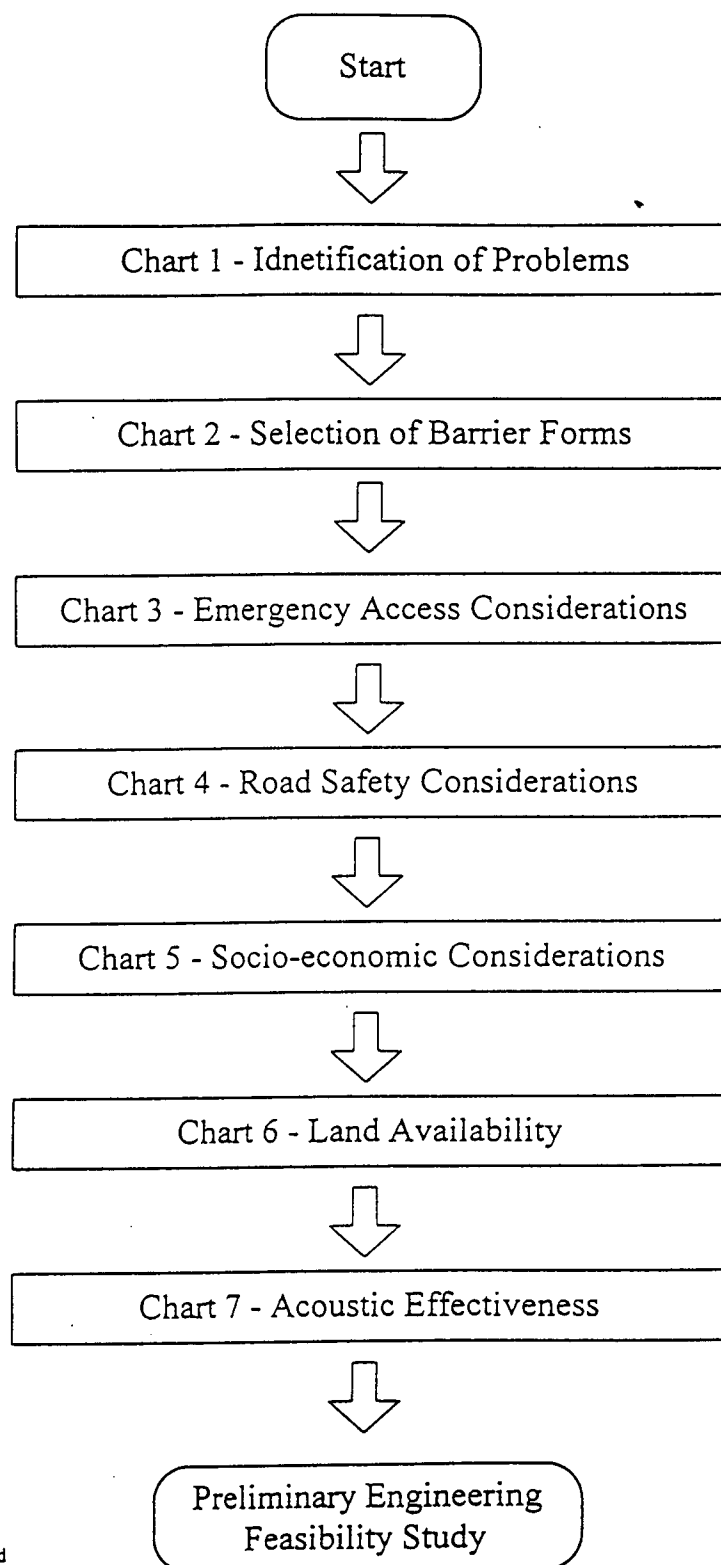 Start
Chart 1 - Idnetification of Problems
Chart 2 - Selection of Barrier Forms
Chart 3 - Emergency Access Considerations
Chart 4 - Road Safety Considerations
Chart 5 - Socio-economic Considerations
Chart 6 - Land Availability
Chart 7 - Acoustic Effectiveness
Preliminary Engineering
Feasibility Study
d